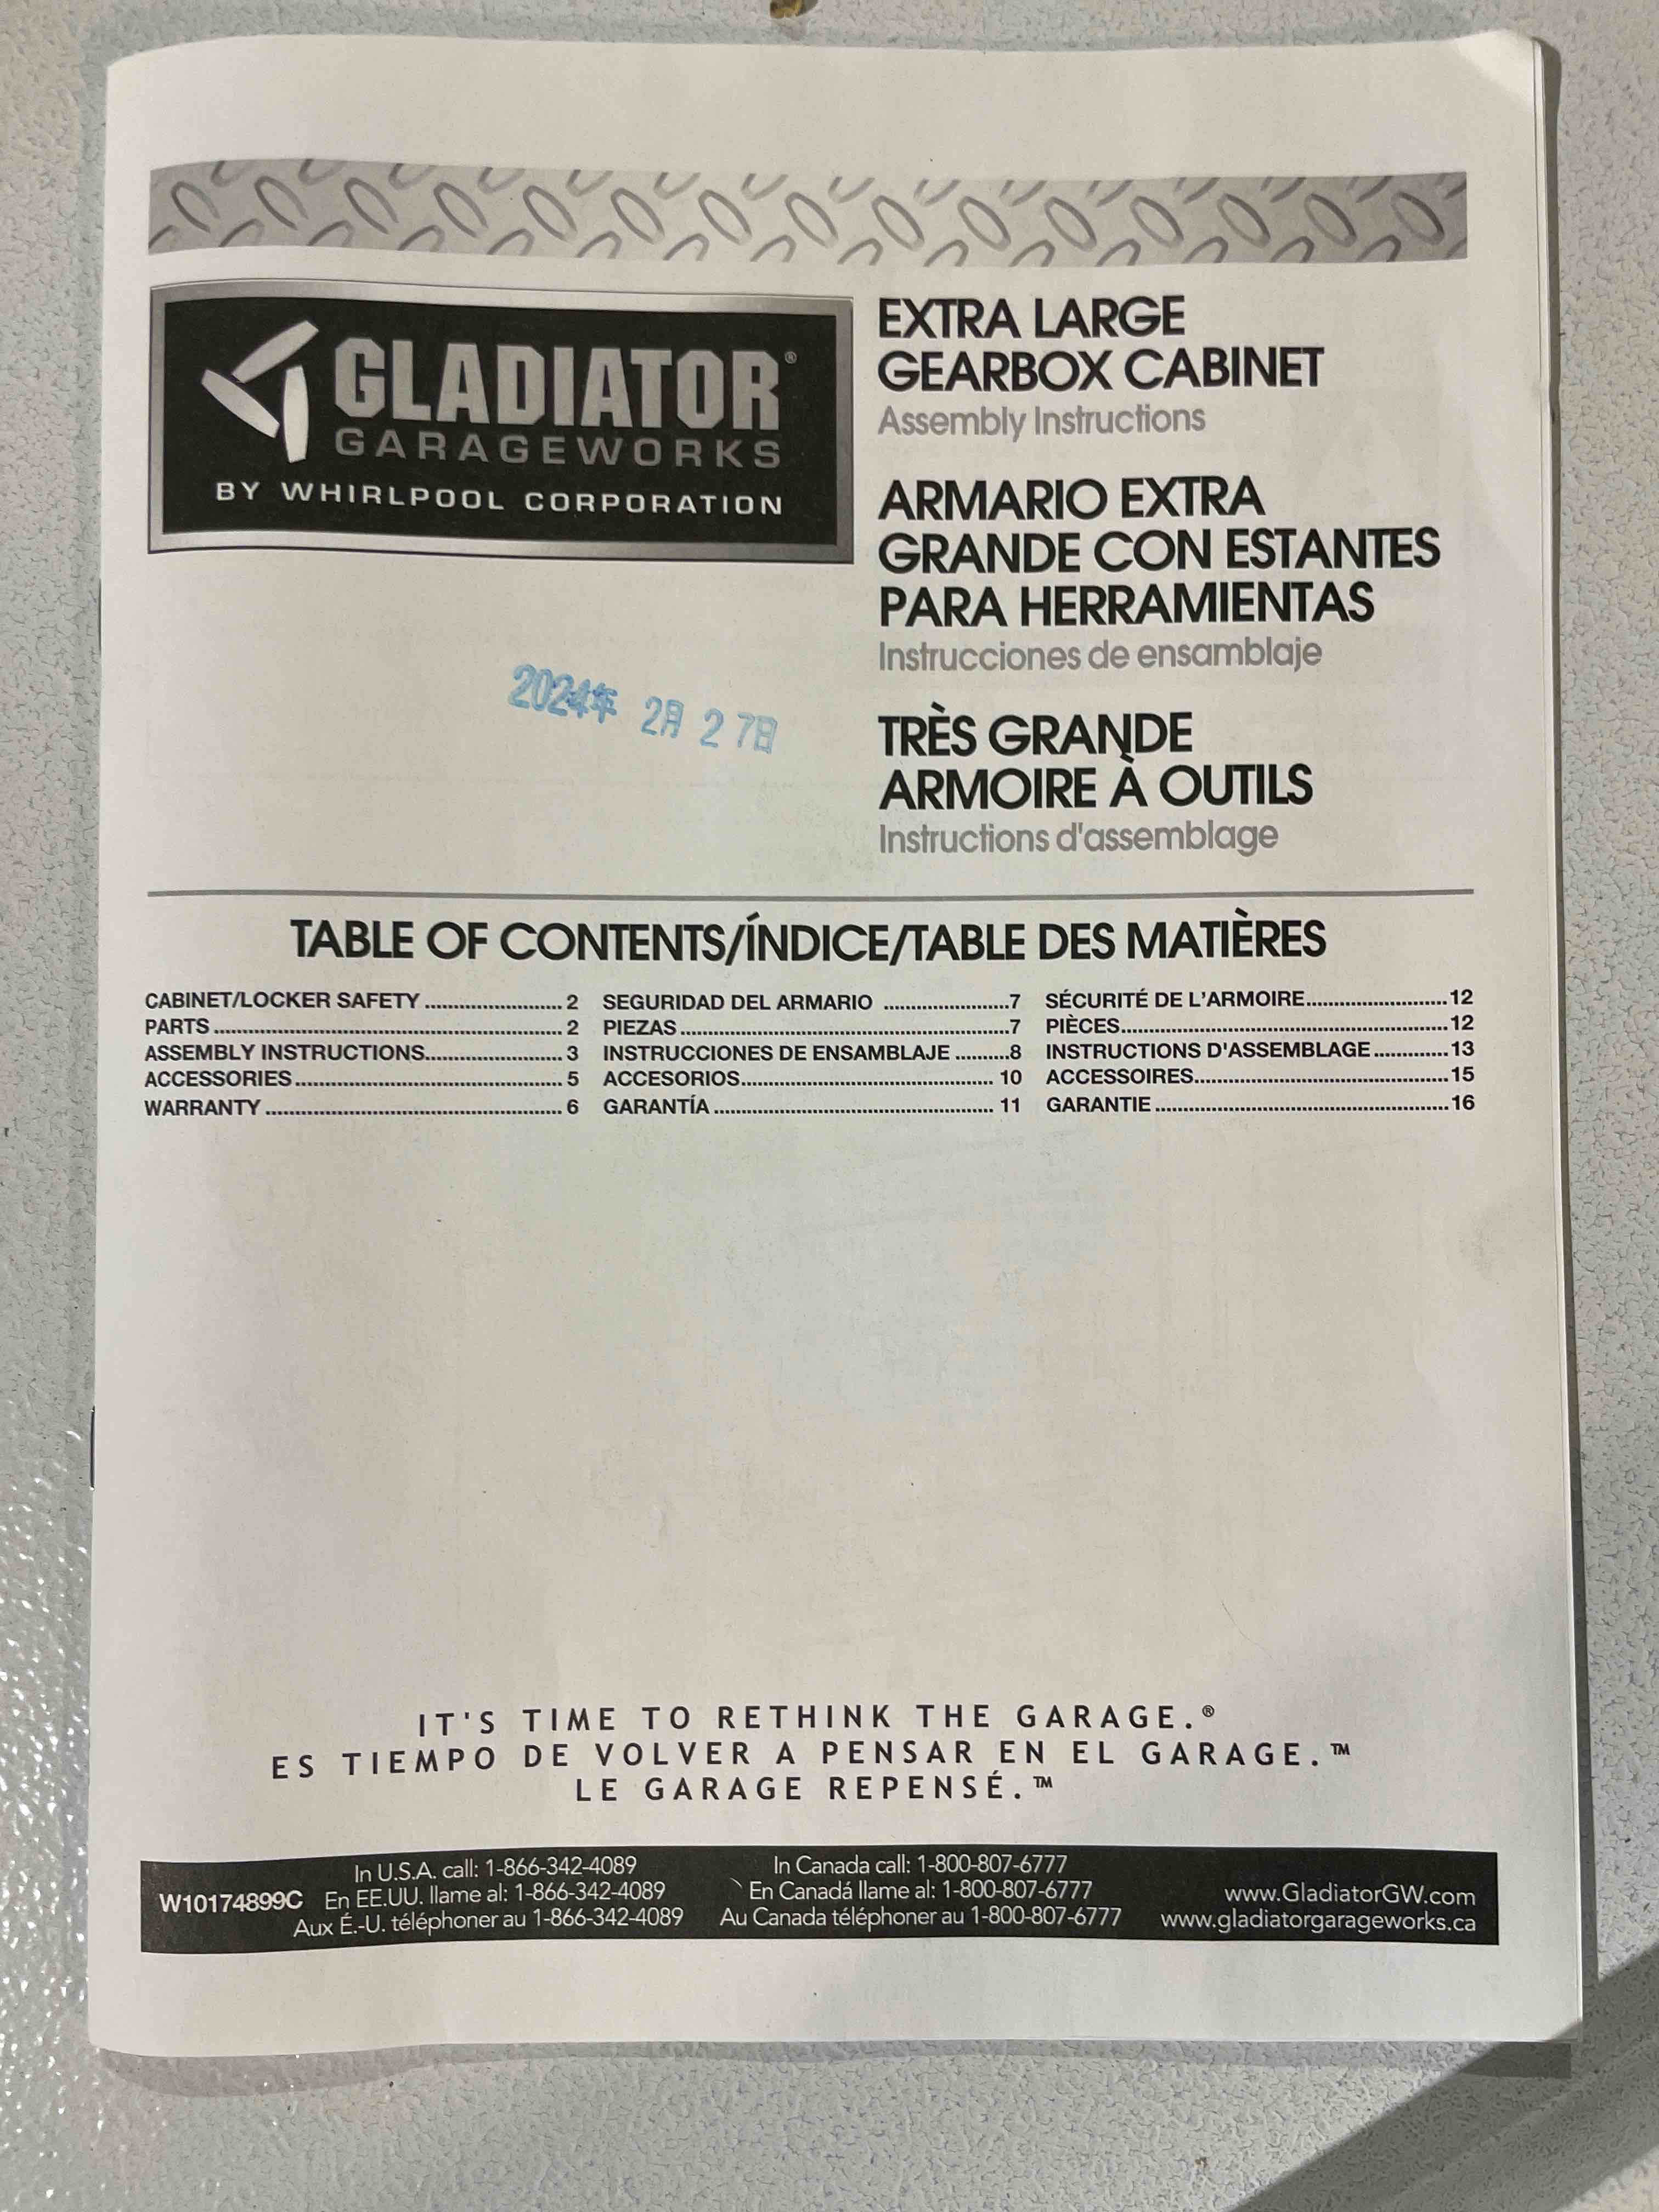 GLADIATOR®
GARAGEWORKS
BY WHIRLPOOL CORPORATION
EXTRA LARGE
GEARBOX CABINET
Assembly Instructions
ARMARIO EXTRA
GRANDE CON ESTANTES
PARA HERRAMIENTAS
Instrucciones de ensamblaje
2024年 2月 27日
TRÈS GRANDE
ARMOIRE À OUTILS
Instructions d'assemblage
TABLE OF CONTENTS/ÍNDICE/TABLE DES MATIÈRES
CABINET/LOCKER SAFETY ........................ 2
PARTS ............................................................. 2
ASSEMBLY INSTRUCTIONS........................ 3
ACCESSORIES ............................................... 5
WARRANTY .................................................... 6
SEGURIDAD DEL ARMARIO ......................7
PIEZAS..........................................................7
INSTRUCCIONES DE ENSAMBLAJE ..........8
ACCESORIOS............................................ 10
GARANTÍA ................................................. 11
SÉCURITÉ DE L'ARMOIRE.........................12
PIÈCES.........................................................12
INSTRUCTIONS D'ASSEMBLAGE.............13
ACCESSOIRES............................................15
GARANTIE ...................................................16
IT'S TIME TO RETHINK THE GARAGE.®
ES TIEMPO DE VOLVER A PENSAR EN EL GARAGE.™
LE GARAGE REPENSÉ.™
W10174899C
In U.S.A. call: 1-866-342-4089
En EE.UU. llame al: 1-866-342-4089
Aux É.-U. téléphoner au 1-866-342-4089
In Canada call: 1-800-807-6777
En Canadá llame al: 1-800-807-6777
Au Canada téléphoner au 1-800-807-6777
www.GladiatorGW.com
www.gladiatorgarageworks.ca